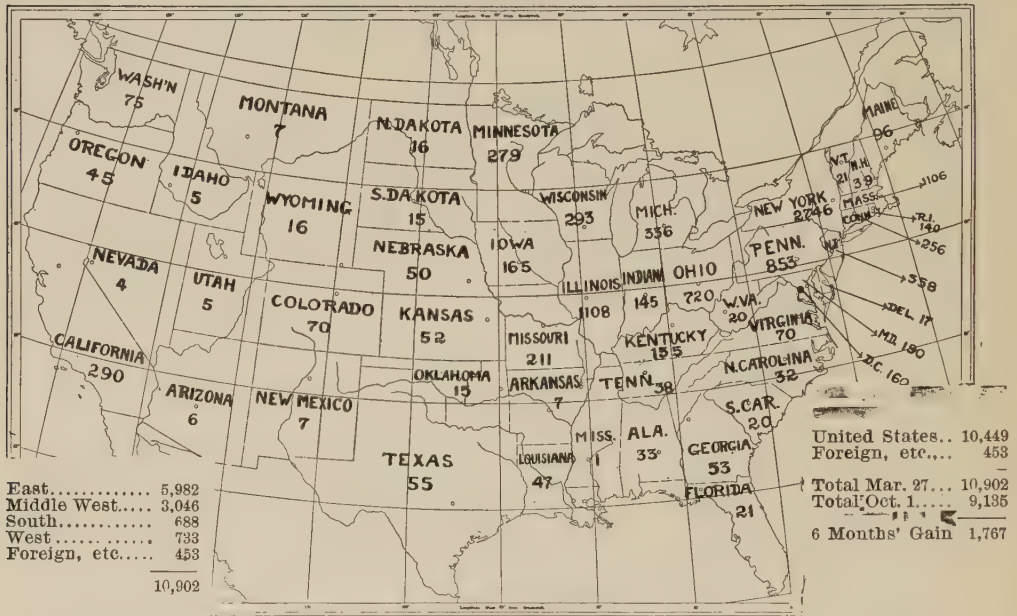 WASH'N
75
MONTANA
7
N. DAKOTA
16
MINNESOTA
279
MAINE
96
OREGON
45
IDAHO
5
WYOMING
16
S. DAKOTA
15
WISCONSIN
293
MICH.
336
NEW YORK
2746
V.T.
21
N.H.
39
MASS.
1106
CONN.
R.I.
140
256
NEVADA
4
UTAH
5
NEBRASKA
50
IOWA
165
ILLINOIS
1108
INDIANA
145
OHIO
720
PENN.
853
N.J.
358
COLORADO
70
KANSAS
52
MISSOURI
211
KENTUCKY
135
W. VA.
20
VIRGINIA
70
DEL. 17
MD. 190
D.C. 160
CALIFORNIA
290
ARIZONA
6
NEW MEXICO
7
OKLAHOMA
15
ARKANSAS
7
TENN. 38
N. CAROLINA
32
S. CAR.
20
TEXAS
55
LOUISIANA
47
MISS.
1
ALA.
33
GEORGIA
53
FLORIDA
21
East............. 5,982
Middle West..... 3,046
South........... 688
West ........... 733
Foreign, etc..... 453
10,902
United States.. 10,449
Foreign, etc.,.. 453
Total Mar. 27... 10,902
Total Oct. 1..... 9,135
6 Months' Gain 1,767